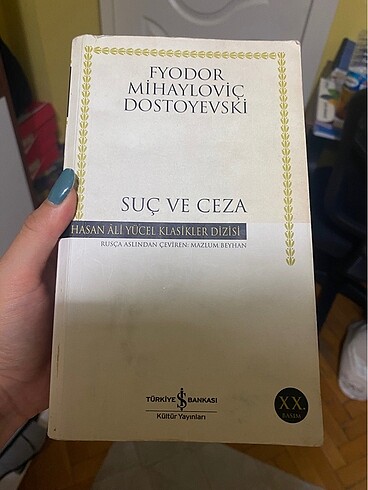 FYODOR
MİHAYLOVİÇ
DOSTOYEVSKİ
SUÇ VE CEZA
HASAN ÂLİ YÜCEL KLASİKLER DİZİSİ
RUSÇA ASLINDAN ÇEVİREN: MAZLUM BEYHAN
TÜRKİYE İŞ BANKASI
Kültür Yayınları
XX.
BASIM